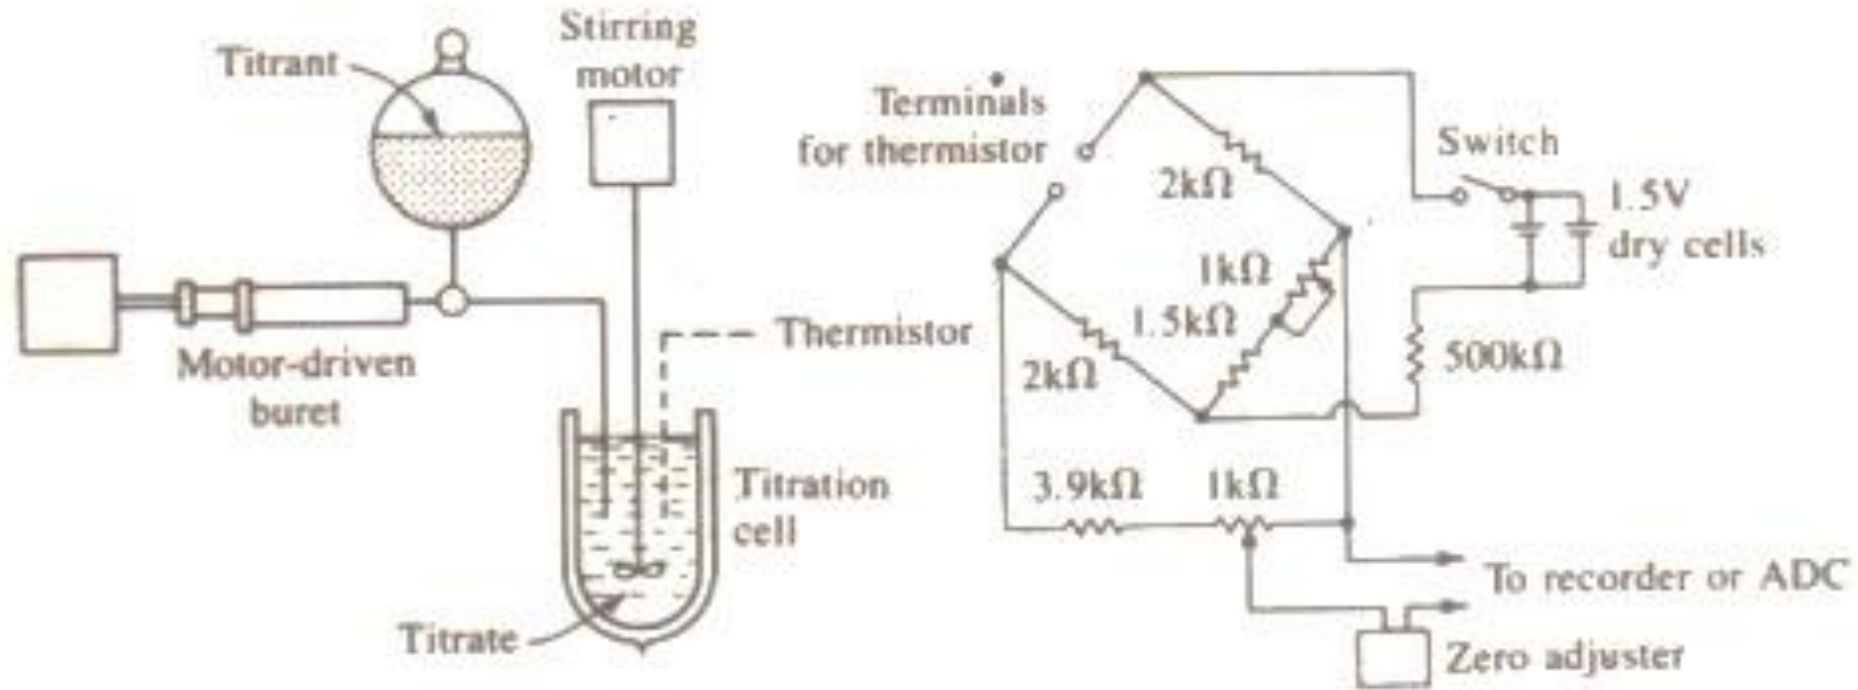 Titrant
Stirring
motor
Motor-driven
buret
Thermistor
Titration
cell
Titrate
Terminals
for thermistor
2kΩ
Switch
1.5V
dry cells
1kΩ
1.5kΩ
2kΩ
500kΩ
3.9kΩ
1kΩ
To recorder or ADC
Zero adjuster